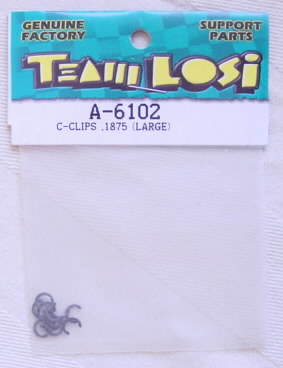 GENUINE FACTORY
SUPPORT PARTS
TEAM LOSI
A-6102
C-CLIPS .1875 (LARGE)